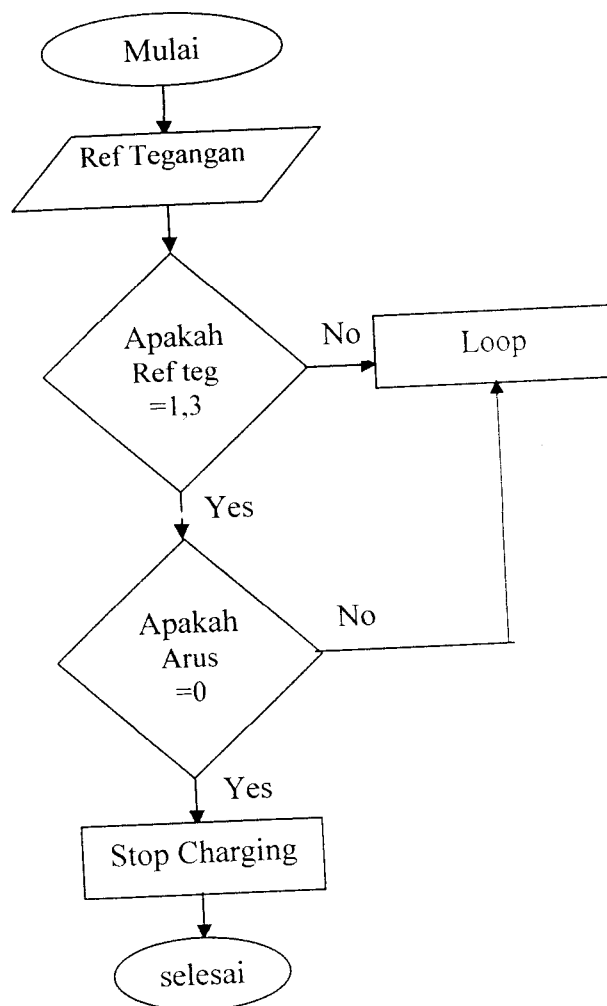 Mulai
Ref Tegangan
Apakah
Ref teg
=1,3
No
Loop
Yes
Apakah
Arus
=0
No
Yes
Stop Charging
selesai